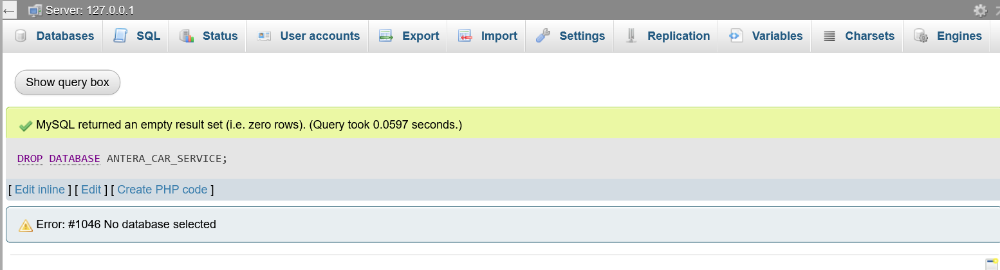 Server: 127.0.0.1
Databases SQL Status User accounts Export Import Settings Replication Variables Charsets Engines
Show query box
MySQL returned an empty result set (i.e. zero rows). (Query took 0.0597 seconds.)
DROP DATABASE ANTERA_CAR_SERVICE;
[ Edit inline ] [ Edit ] [ Create PHP code ]
Error: #1046 No database selected